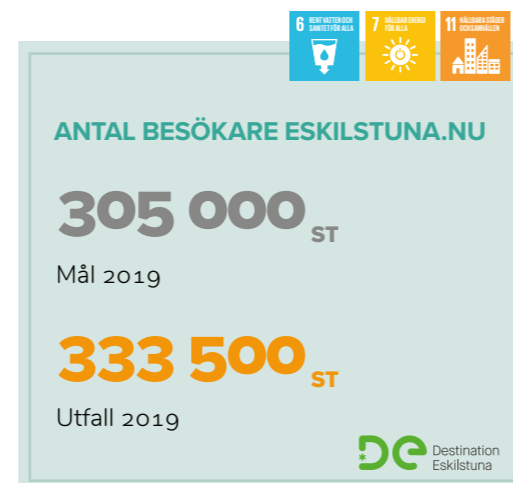 6 RENT VATTEN OCH
SANITET FÖR ALLA
7 HÅLLBAR ENERGI
FÖR ALLA
11 HÅLLBARA STÄDER
OCH SAMHÄLLEN
ANTAL BESÖKARE ESKILSTUNA.NU
305 000 ST
Mål 2019
333 500 ST
Utfall 2019
DE Destination
Eskilstuna